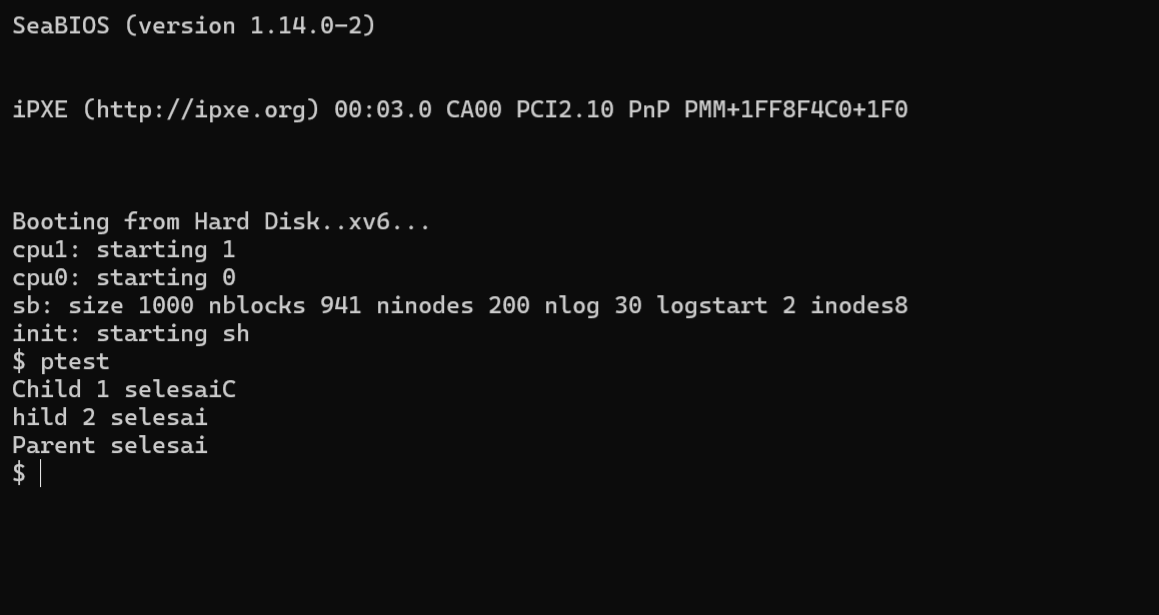 SeaBIOS (version 1.14.0-2)
iPXE (http://ipxe.org) 00:03.0 CA00 PCI2.10 PnP PMM+1FF8F4C0+1F0
Booting from Hard Disk..xv6...
cpu1: starting 1
cpu0: starting 0
sb: size 1000 nblocks 941 ninodes 200 nlog 30 logstart 2 inodes8
init: starting sh
$ ptest
Child 1 selesaiC
hild 2 selesai
Parent selesai
$